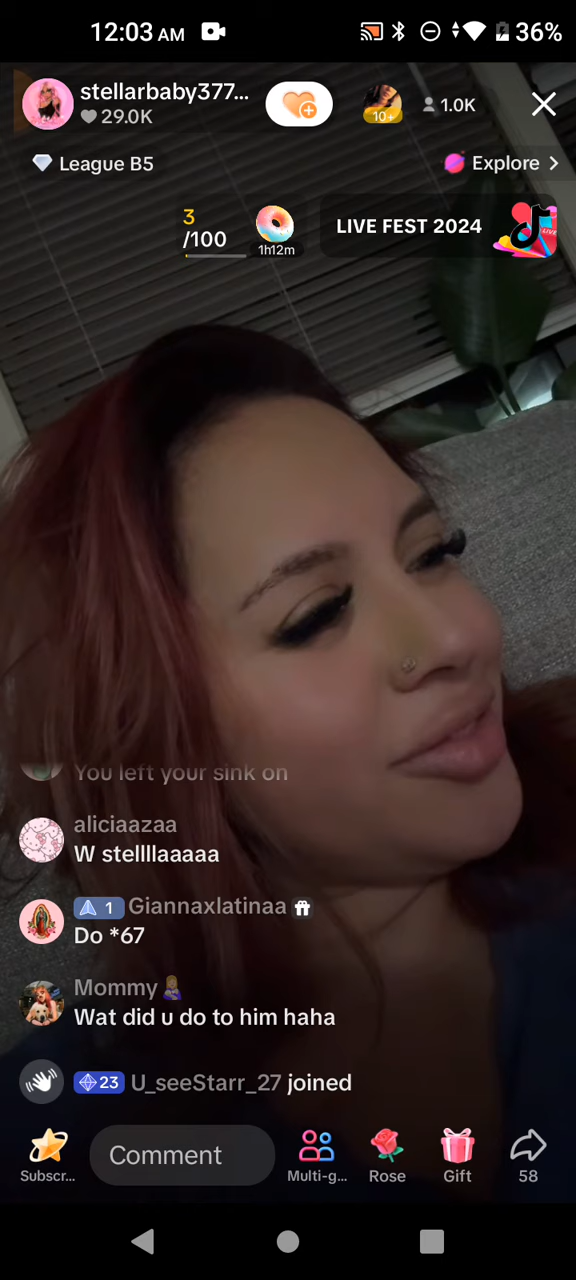 12:03 AM
36%
stellarbaby377...
29.0K
10+
1.0K
League B5
Explore
3
/100
1h12m
LIVE FEST 2024
LIVE
You left your sink on
aliciaazaa
W stellllaaaaa
1 Giannaxlatinaa
Do *67
Mommy
Wat did u do to him haha
23 U_seeStarr_27 joined
Comment
Subscr...
Multi-g...
Rose
Gift
58